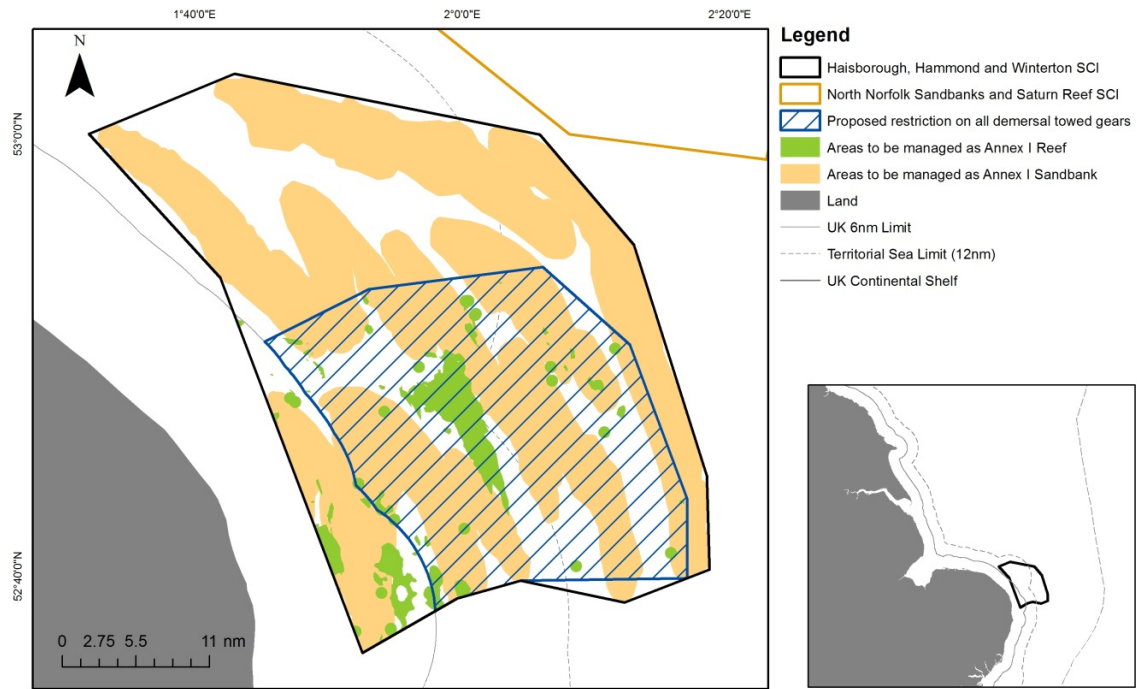 1°40'0"E
2°0'0"E
2°20'0"E
N
53°0'0"N
52°40'0"N
0 2.75 5.5 11 nm
Legend
Haisborough, Hammond and Winterton SCI
North Norfolk Sandbanks and Saturn Reef SCI
Proposed restriction on all demersal towed gears
Areas to be managed as Annex I Reef
Areas to be managed as Annex I Sandbank
Land
UK 6nm Limit
Territorial Sea Limit (12nm)
UK Continental Shelf